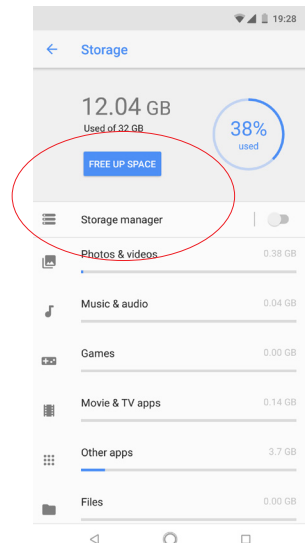 19:28
Storage
12.04 GB
Used of 32 GB
38%
used
FREE UP SPACE
Storage manager
Photos & videos 0.38 GB
Music & audio 0.04 GB
Games 0.00 GB
Movie & TV apps 0.14 GB
Other apps 3.7 GB
Files 0.00 GB